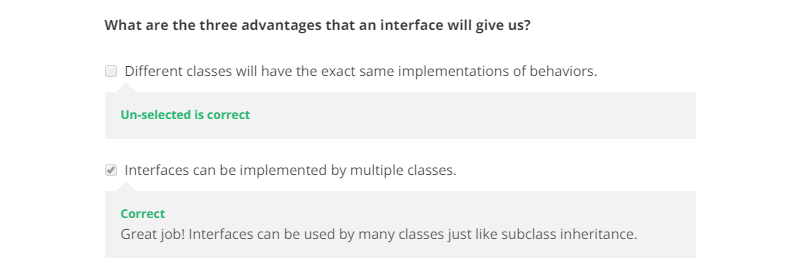 What are the three advantages that an interface will give us?
Different classes will have the exact same implementations of behaviors.
Un-selected is correct
Interfaces can be implemented by multiple classes.
Correct
Great job! Interfaces can be used by many classes just like subclass inheritance.